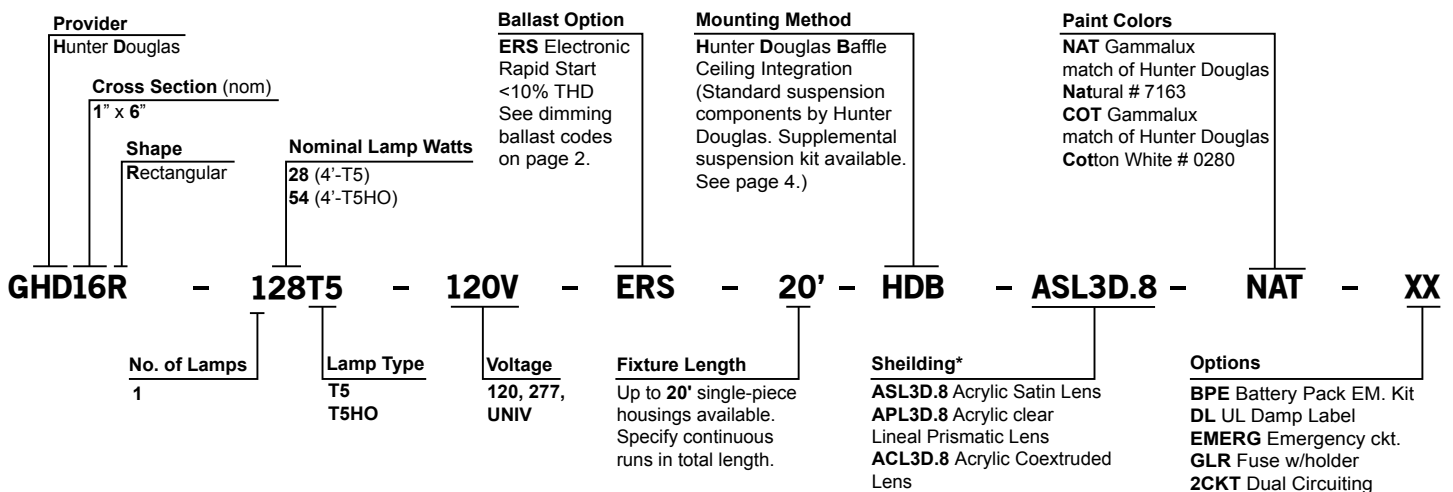 Provider
Hunter Douglas
Cross Section (nom)
1” x 6”
Shape
Rectangular
Nominal Lamp Watts
28 (4’-T5)
54 (4’-T5HO)
Ballast Option
ERS Electronic
Rapid Start
<10% THD
See dimming
ballast codes
on page 2.
Mounting Method
Hunter Douglas Baffle
Ceiling Integration
(Standard suspension
components by Hunter
Douglas. Supplemental
suspension kit available.
See page 4.)
Paint Colors
NAT Gammalux
match of Hunter Douglas
Natural # 7163
COT Gammalux
match of Hunter Douglas
Cotton White # 0280
GHD16R – 128T5 – 120V – ERS – 20’ – HDB – ASL3D.8 – NAT – XX
No. of Lamps
1
Lamp Type
T5
T5HO
Voltage
120, 277,
UNIV
Fixture Length
Up to 20' single-piece
housings available.
Specify continuous
runs in total length.
Sheilding*
ASL3D.8 Acrylic Satin Lens
APL3D.8 Acrylic clear
Lineal Prismatic Lens
ACL3D.8 Acrylic Coextruded
Lens
Options
BPE Battery Pack EM. Kit
DL UL Damp Label
EMERG Emergency ckt.
GLR Fuse w/holder
2CKT Dual Circuiting